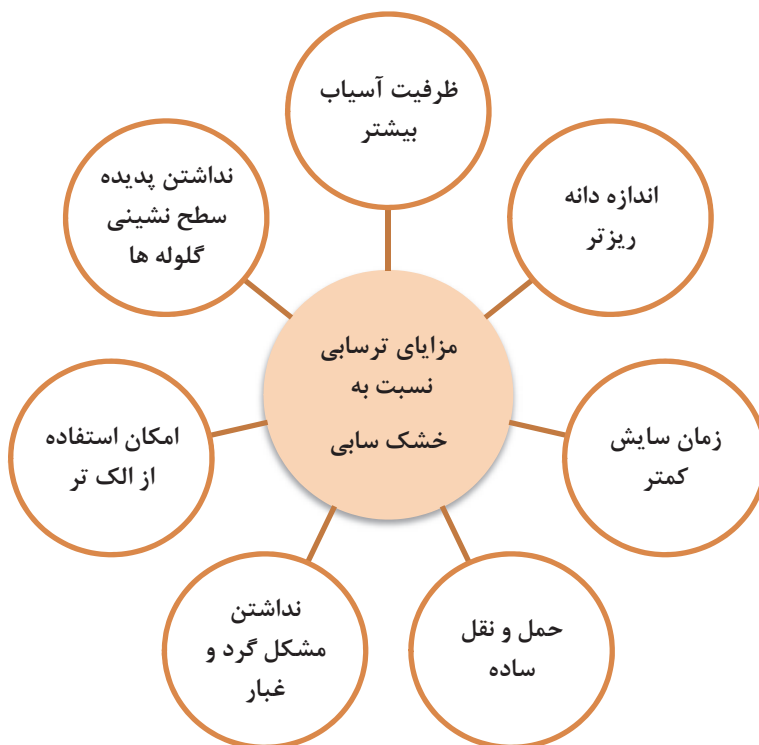 مزایای ترسابی
نسبت به
خشک سابی
ظرفیت آسیاب
بیشتر
اندازه دانه
ریزتر
زمان سایش
کمتر
حمل و نقل
ساده
نداشتن
مشکل گرد و
غبار
امکان استفاده
از الک تر
نداشتن پدیده
سطح نشینی
گلوله ها